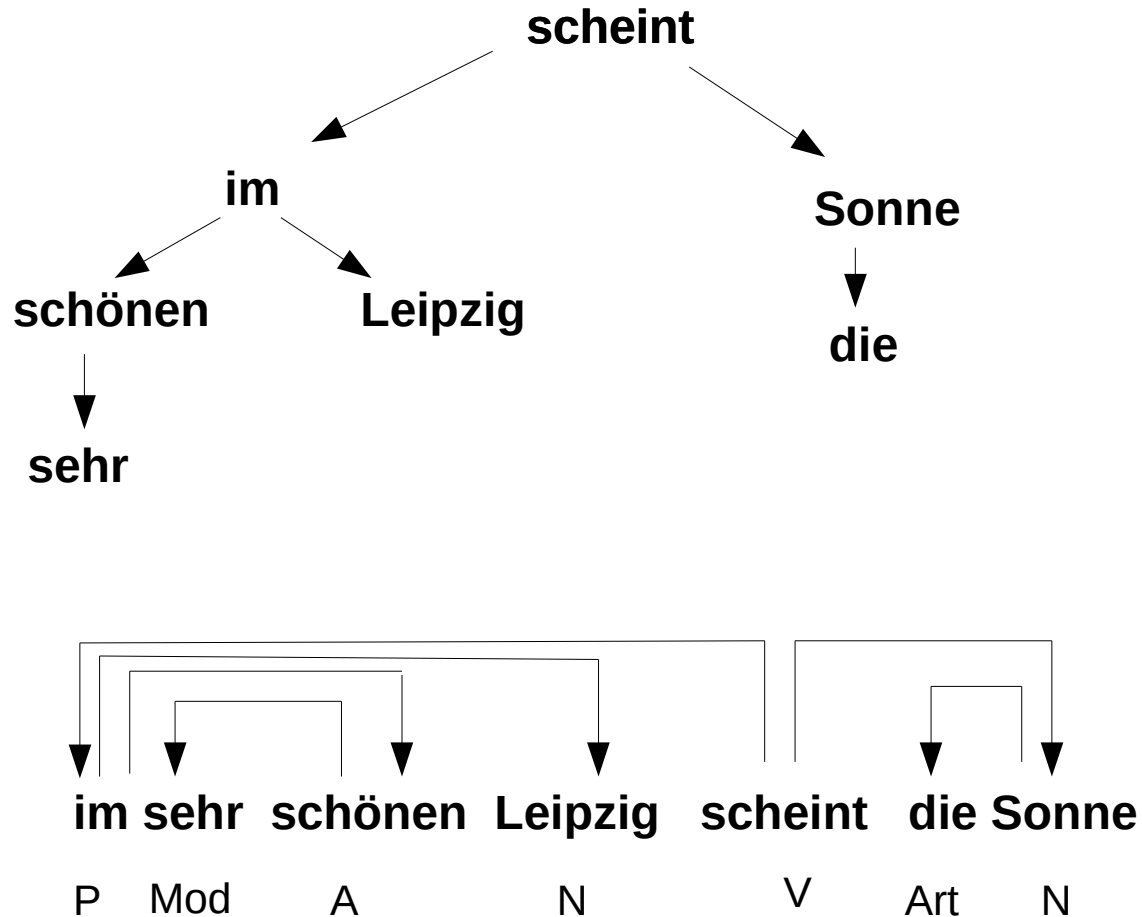 scheint
im
Sonne
schönen Leipzig
die
sehr
im sehr schönen Leipzig scheint die Sonne
P Mod A N V Art N